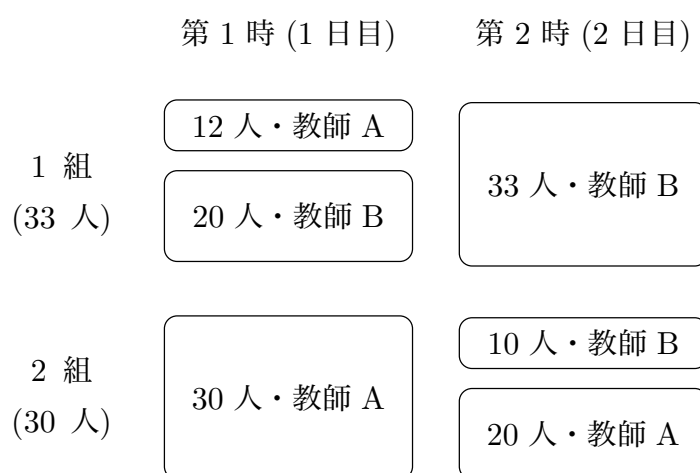 第 1 時 (1 日目) 第 2 時 (2 日目)
1 組
(33 人)
12 人・教師 A
20 人・教師 B
33 人・教師 B
2 組
(30 人)
30 人・教師 A
10 人・教師 B
20 人・教師 A